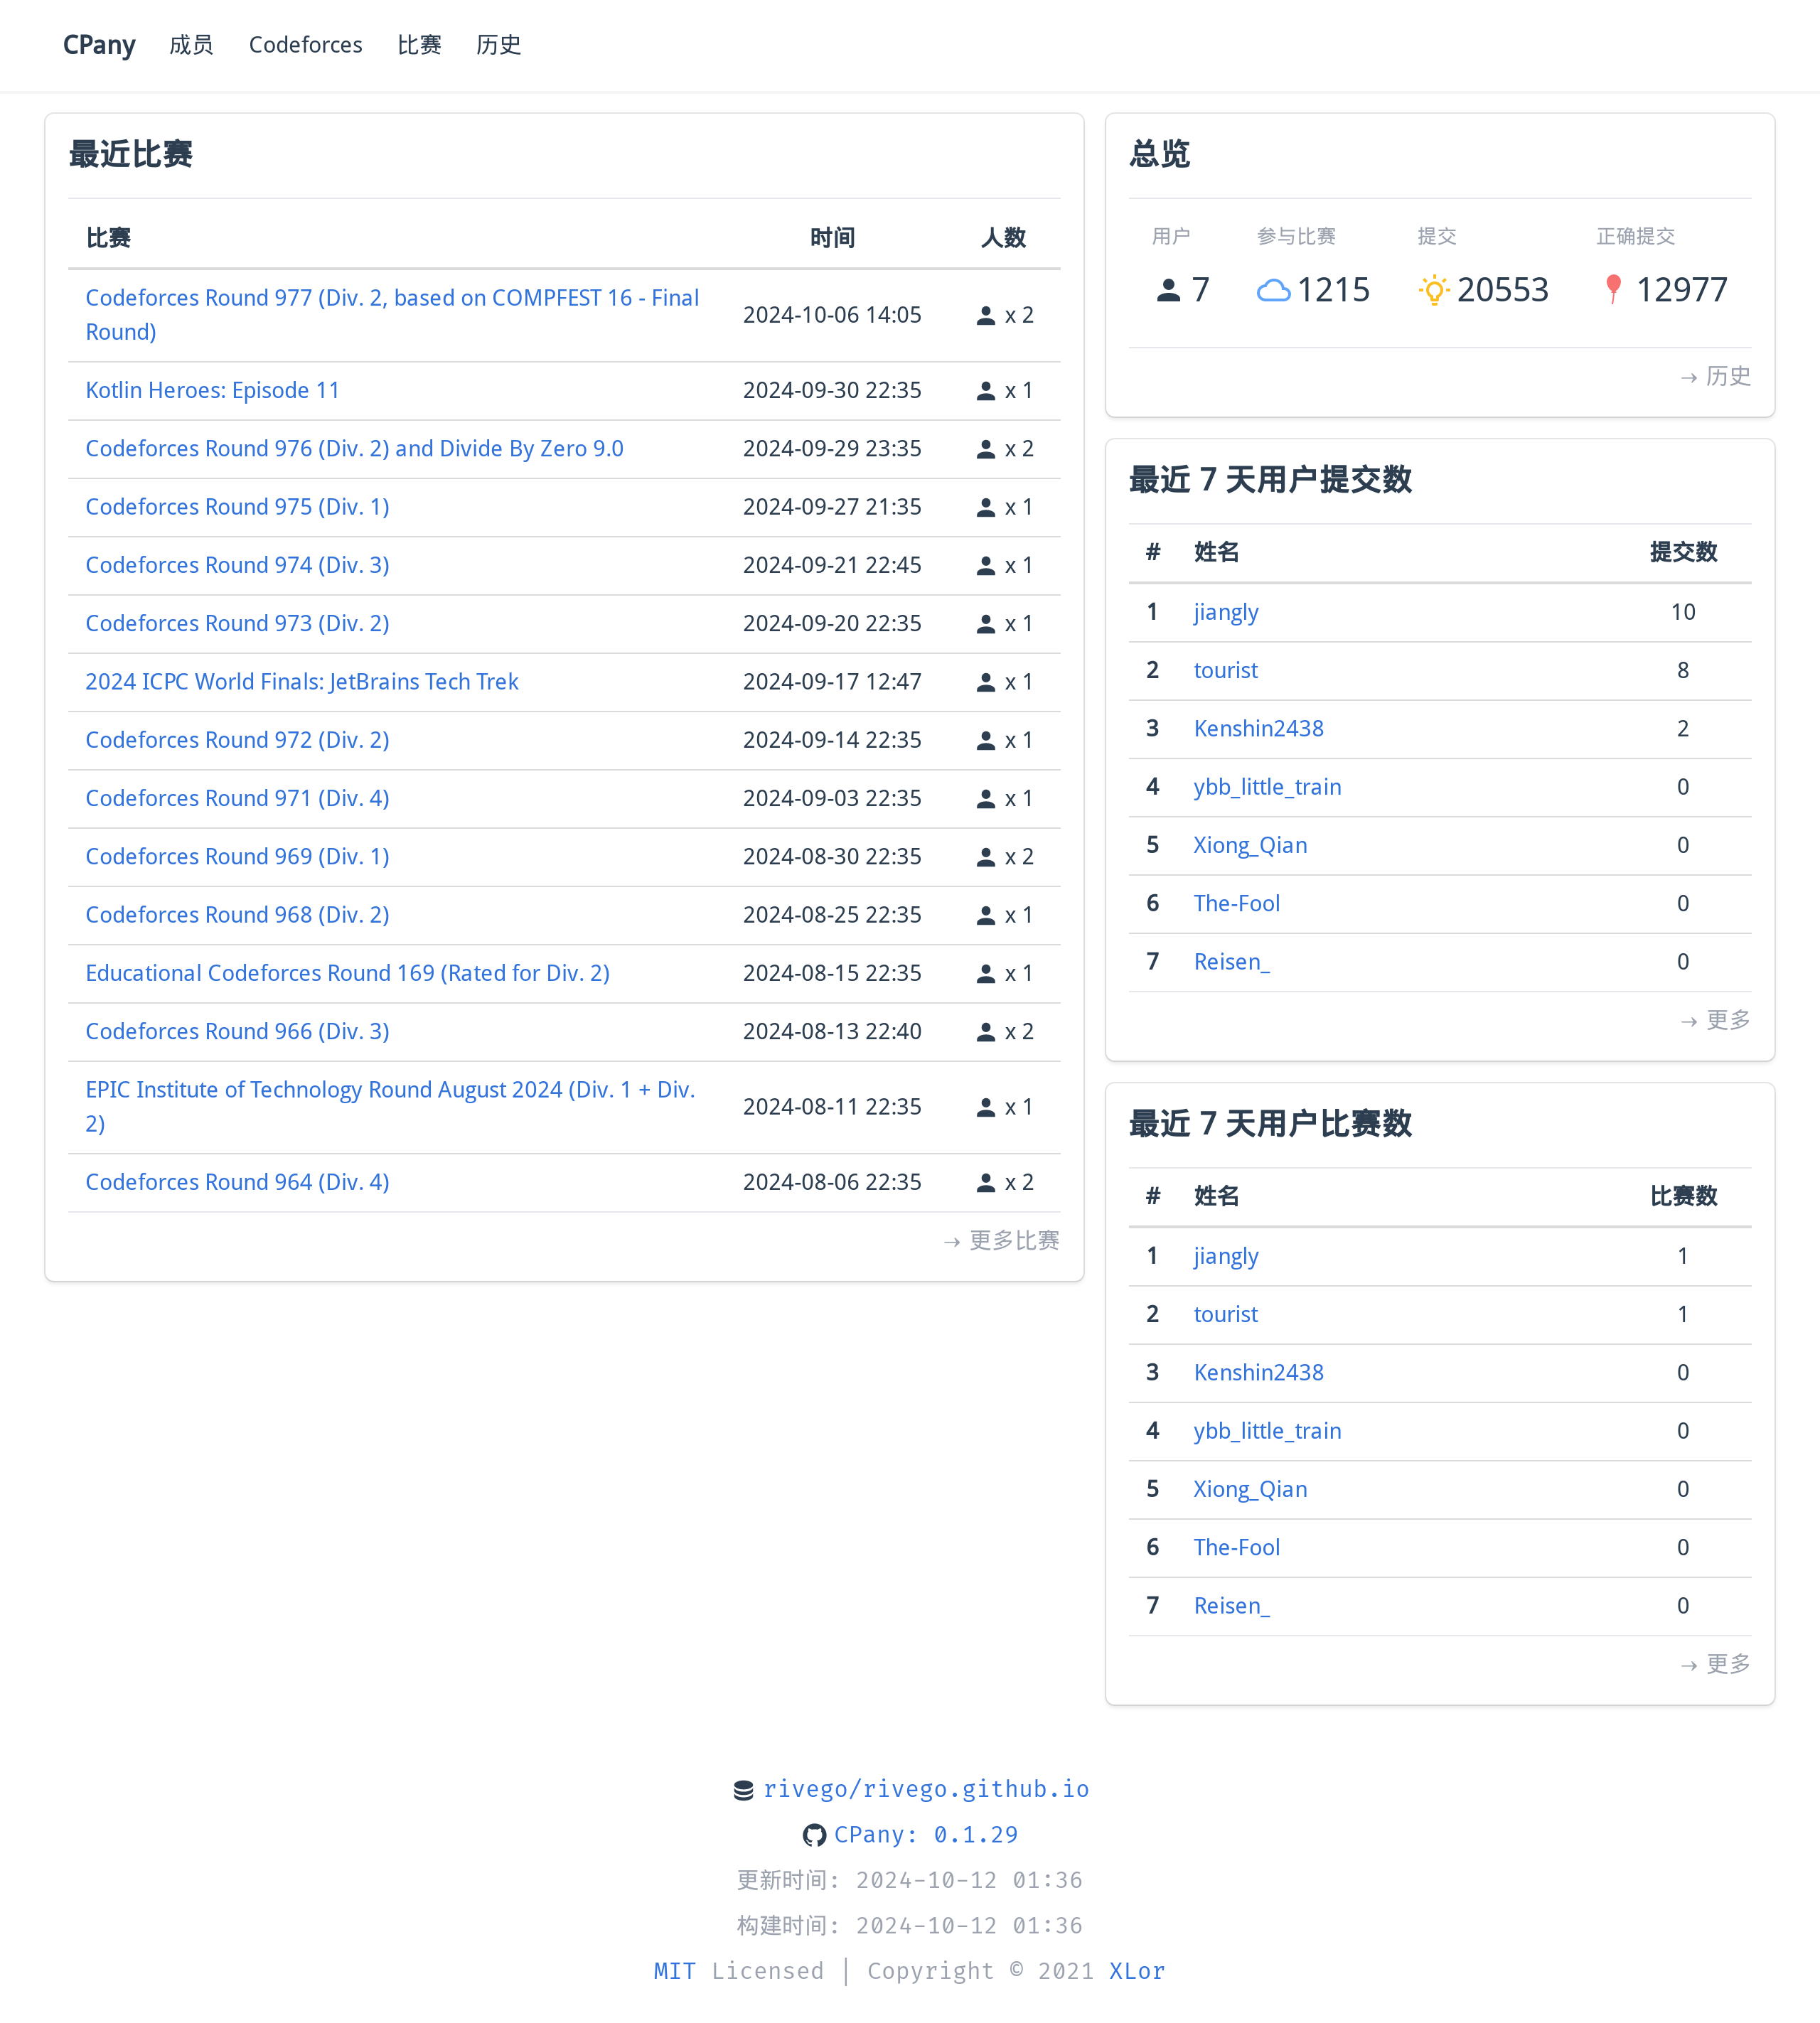 CPany 成员 Codeforces 比赛 历史
最近比赛
比赛 时间 人数
Codeforces Round 977 (Div. 2, based on COMPFEST 16 - Final
Round) 2024-10-06 14:05 x 2
Kotlin Heroes: Episode 11 2024-09-30 22:35 x 1
Codeforces Round 976 (Div. 2) and Divide By Zero 9.0 2024-09-29 23:35 x 2
Codeforces Round 975 (Div. 1) 2024-09-27 21:35 x 1
Codeforces Round 974 (Div. 3) 2024-09-21 22:45 x 1
Codeforces Round 973 (Div. 2) 2024-09-20 22:35 x 1
2024 ICPC World Finals: JetBrains Tech Trek 2024-09-17 12:47 x 1
Codeforces Round 972 (Div. 2) 2024-09-14 22:35 x 1
Codeforces Round 971 (Div. 4) 2024-09-03 22:35 x 1
Codeforces Round 969 (Div. 1) 2024-08-30 22:35 x 2
Codeforces Round 968 (Div. 2) 2024-08-25 22:35 x 1
Educational Codeforces Round 169 (Rated for Div. 2) 2024-08-15 22:35 x 1
Codeforces Round 966 (Div. 3) 2024-08-13 22:40 x 2
EPIC Institute of Technology Round August 2024 (Div. 1 + Div.
2) 2024-08-11 22:35 x 1
Codeforces Round 964 (Div. 4) 2024-08-06 22:35 x 2
→ 更多比赛
总览
用户 参与比赛 提交 正确提交
7 1215 20553 12977
→ 历史
最近 7 天用户提交数
# 姓名 提交数
1 jiangly 10
2 tourist 8
3 Kenshin2438 2
4 ybb_little_train 0
5 Xiong_Qian 0
6 The-Fool 0
7 Reisen_ 0
→ 更多
最近 7 天用户比赛数
# 姓名 比赛数
1 jiangly 1
2 tourist 1
3 Kenshin2438 0
4 ybb_little_train 0
5 Xiong_Qian 0
6 The-Fool 0
7 Reisen_ 0
→ 更多
rivego/rivego.github.io
CPany: 0.1.29
更新时间: 2024-10-12 01:36
构建时间: 2024-10-12 01:36
MIT Licensed | Copyright © 2021 XLor